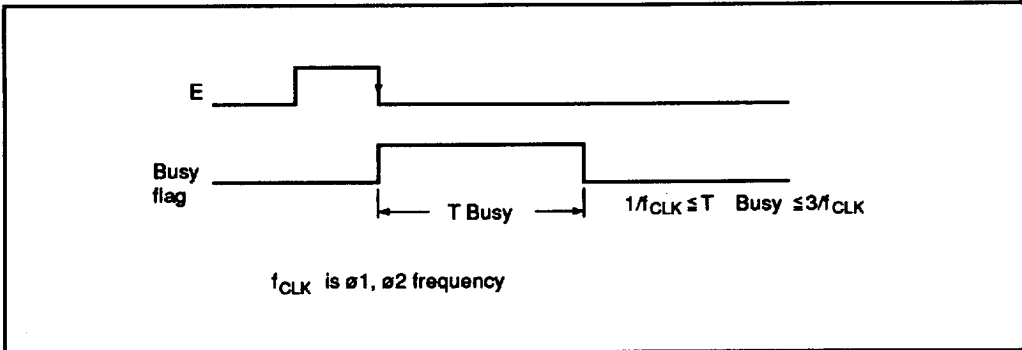 E
Busy
flag
T Busy
1/fCLK ≤ T Busy ≤ 3/fCLK
fCLK is ø1, ø2 frequency